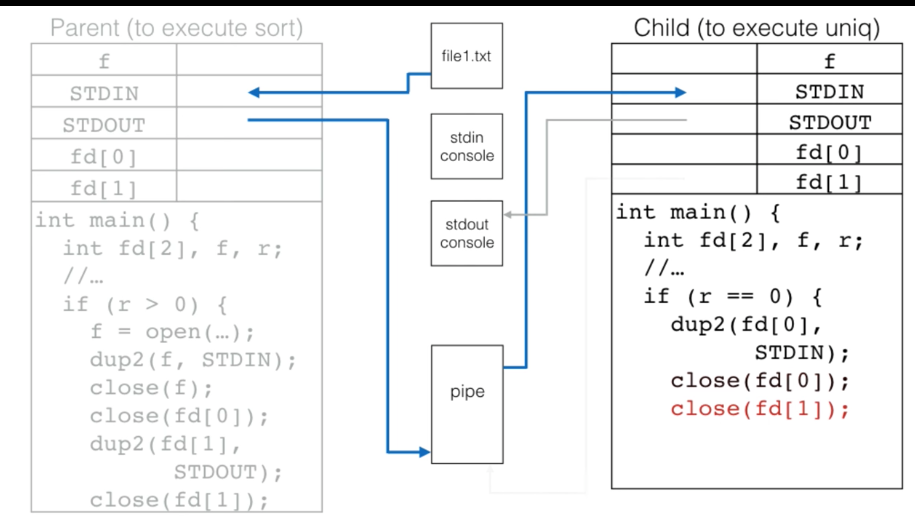 Parent (to execute sort)
f
STDIN
STDOUT
fd[0]
fd[1]
int main() {
int fd[2], f, r;
//…
if (r > 0) {
f = open(…);
dup2(f, STDIN);
close(f);
close(fd[0]);
dup2(fd[1],
STDOUT);
close(fd[1]);
file1.txt
stdin
console
stdout
console
pipe
Child (to execute uniq)
f
STDIN
STDOUT
fd[0]
fd[1]
int main() {
int fd[2], f, r;
//…
if (r == 0) {
dup2(fd[0],
STDIN);
close(fd[0]);
close(fd[1]);